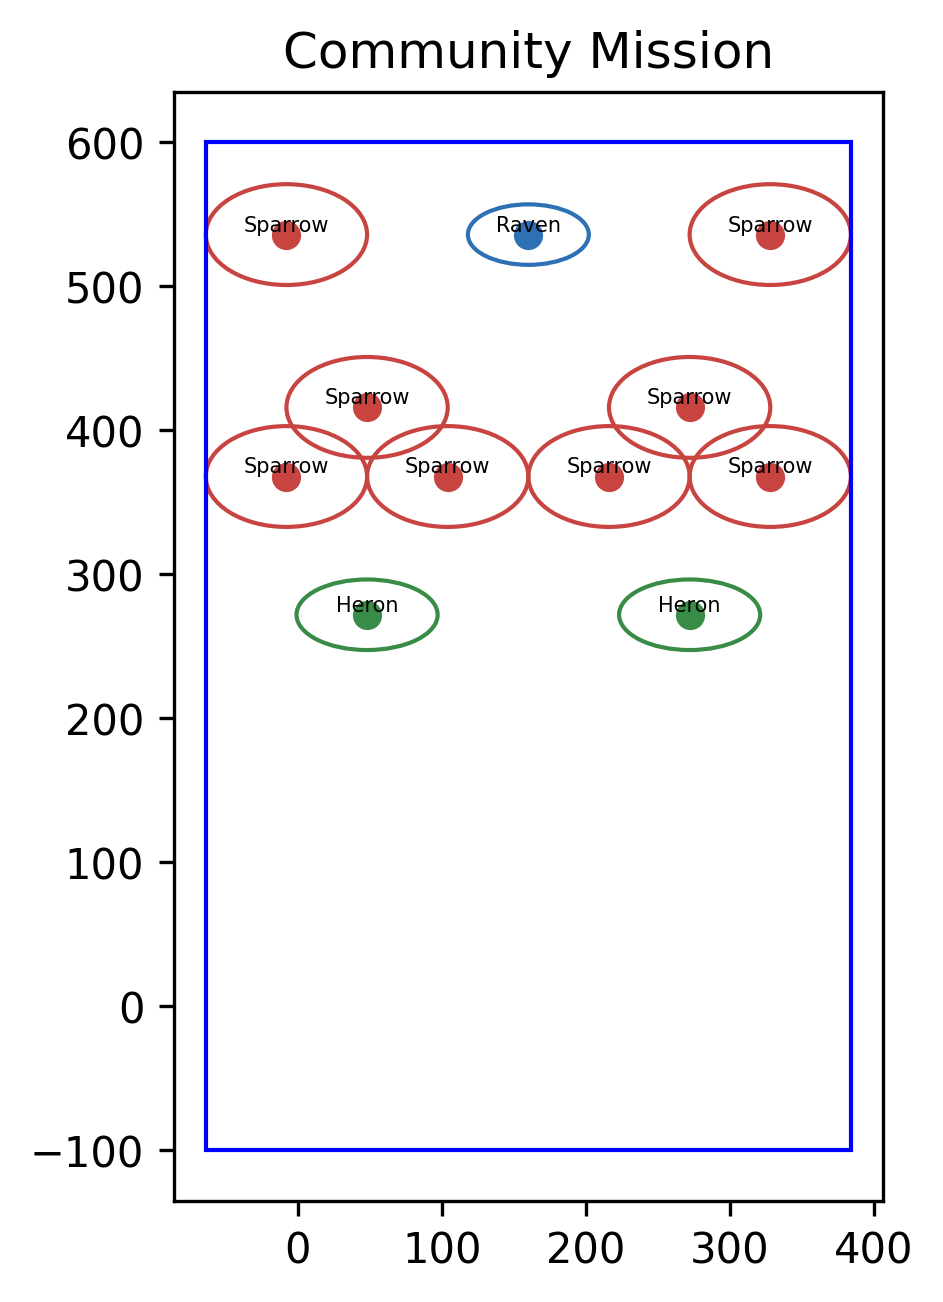 Community Mission
600
Sparrow Raven Sparrow
500
Sparrow Sparrow
400
Sparrow Sparrow Sparrow Sparrow
300
Heron Heron
200
100
0
−100
0 100 200 300 400